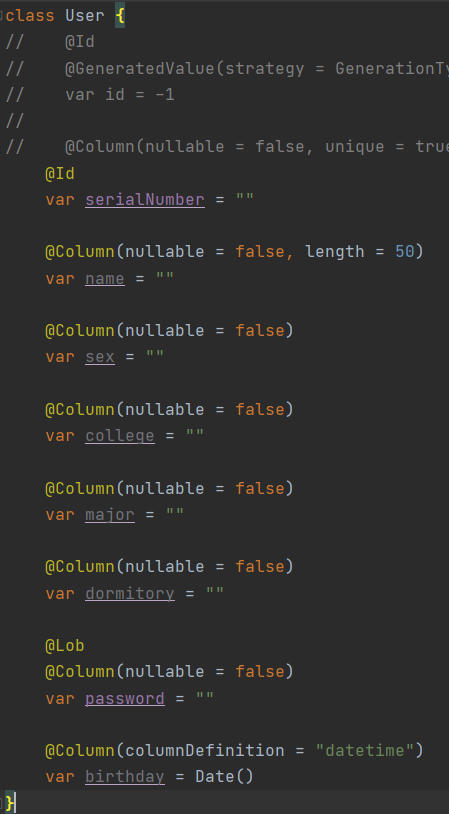 class User {
//    @Id
//    @GeneratedValue(strategy = GenerationTy
//    var id = -1
//
//    @Column(nullable = false, unique = true
    @Id
    var serialNumber = ""

    @Column(nullable = false, length = 50)
    var name = ""

    @Column(nullable = false)
    var sex = ""

    @Column(nullable = false)
    var college = ""

    @Column(nullable = false)
    var major = ""

    @Column(nullable = false)
    var dormitory = ""

    @Lob
    @Column(nullable = false)
    var password = ""

    @Column(columnDefinition = "datetime")
    var birthday = Date()
}